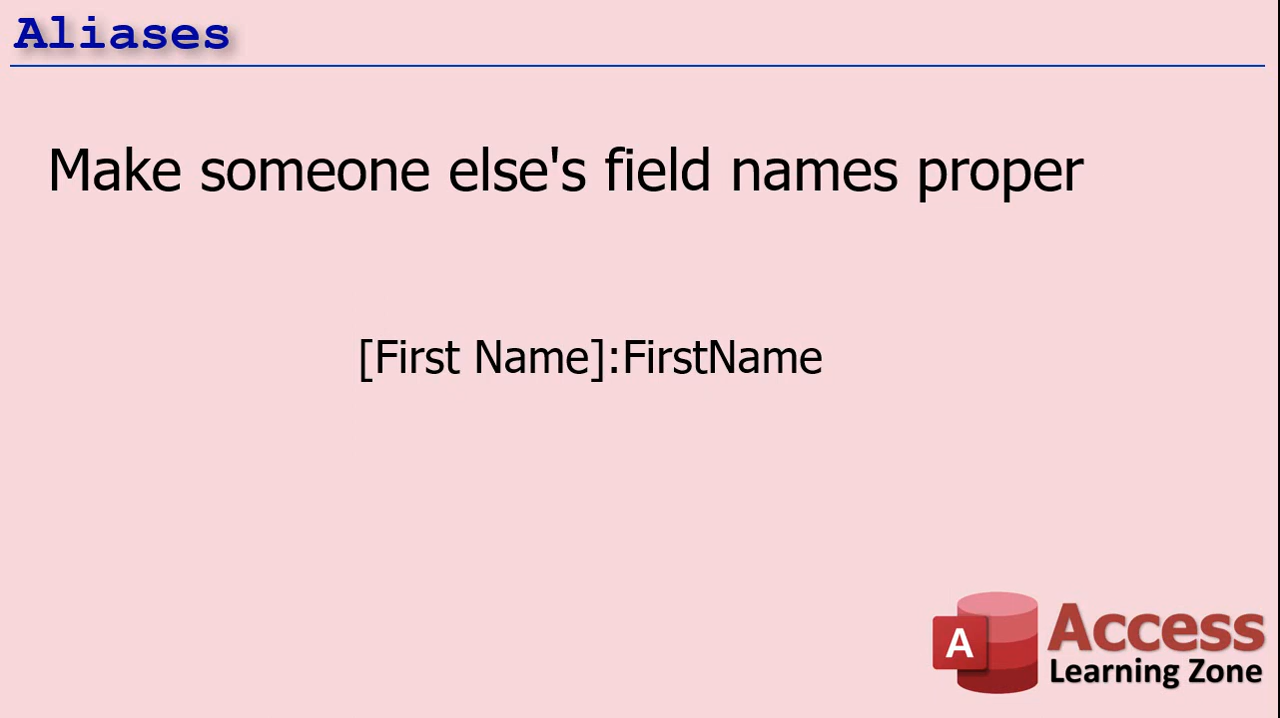 Aliases
Make someone else's field names proper
[First Name]:FirstName
A
Access
Learning Zone